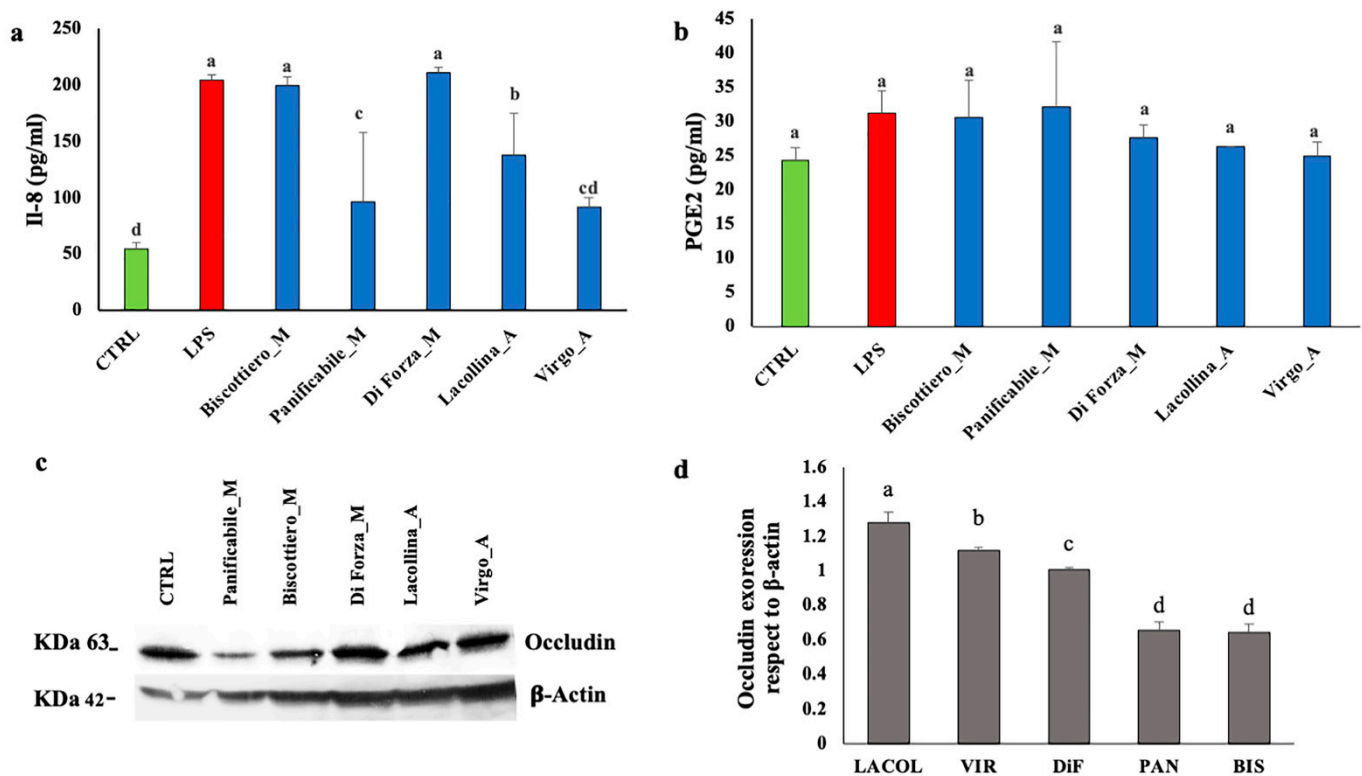 a
Il-8 (pg/ml)
250
200
150
100
50
0
d
a
a
c
a
b
cd
CTRL
LPS
Biscottiero_M
Panificabile_M
Di Forza_M
Lacollina_A
Virgo_A
b
PGE2 (pg/ml)
45
40
35
30
25
20
15
10
5
0
a
a
a
a
a
a
a
CTRL
LPS
Biscottiero_M
Panificabile_M
Di Forza_M
Lacollina_A
Virgo_A
c
CTRL
Panificabile_M
Biscottiero_M
Di Forza_M
Lacollina_A
Virgo_A
KDa 63-
Occludin
KDa 42-
β-Actin
d
Occludin exoression
respect to β-actin
1.6
1.4
1.2
1
0.8
0.6
0.4
0.2
0
a
b
c
d
d
LACOL
VIR
DiF
PAN
BIS